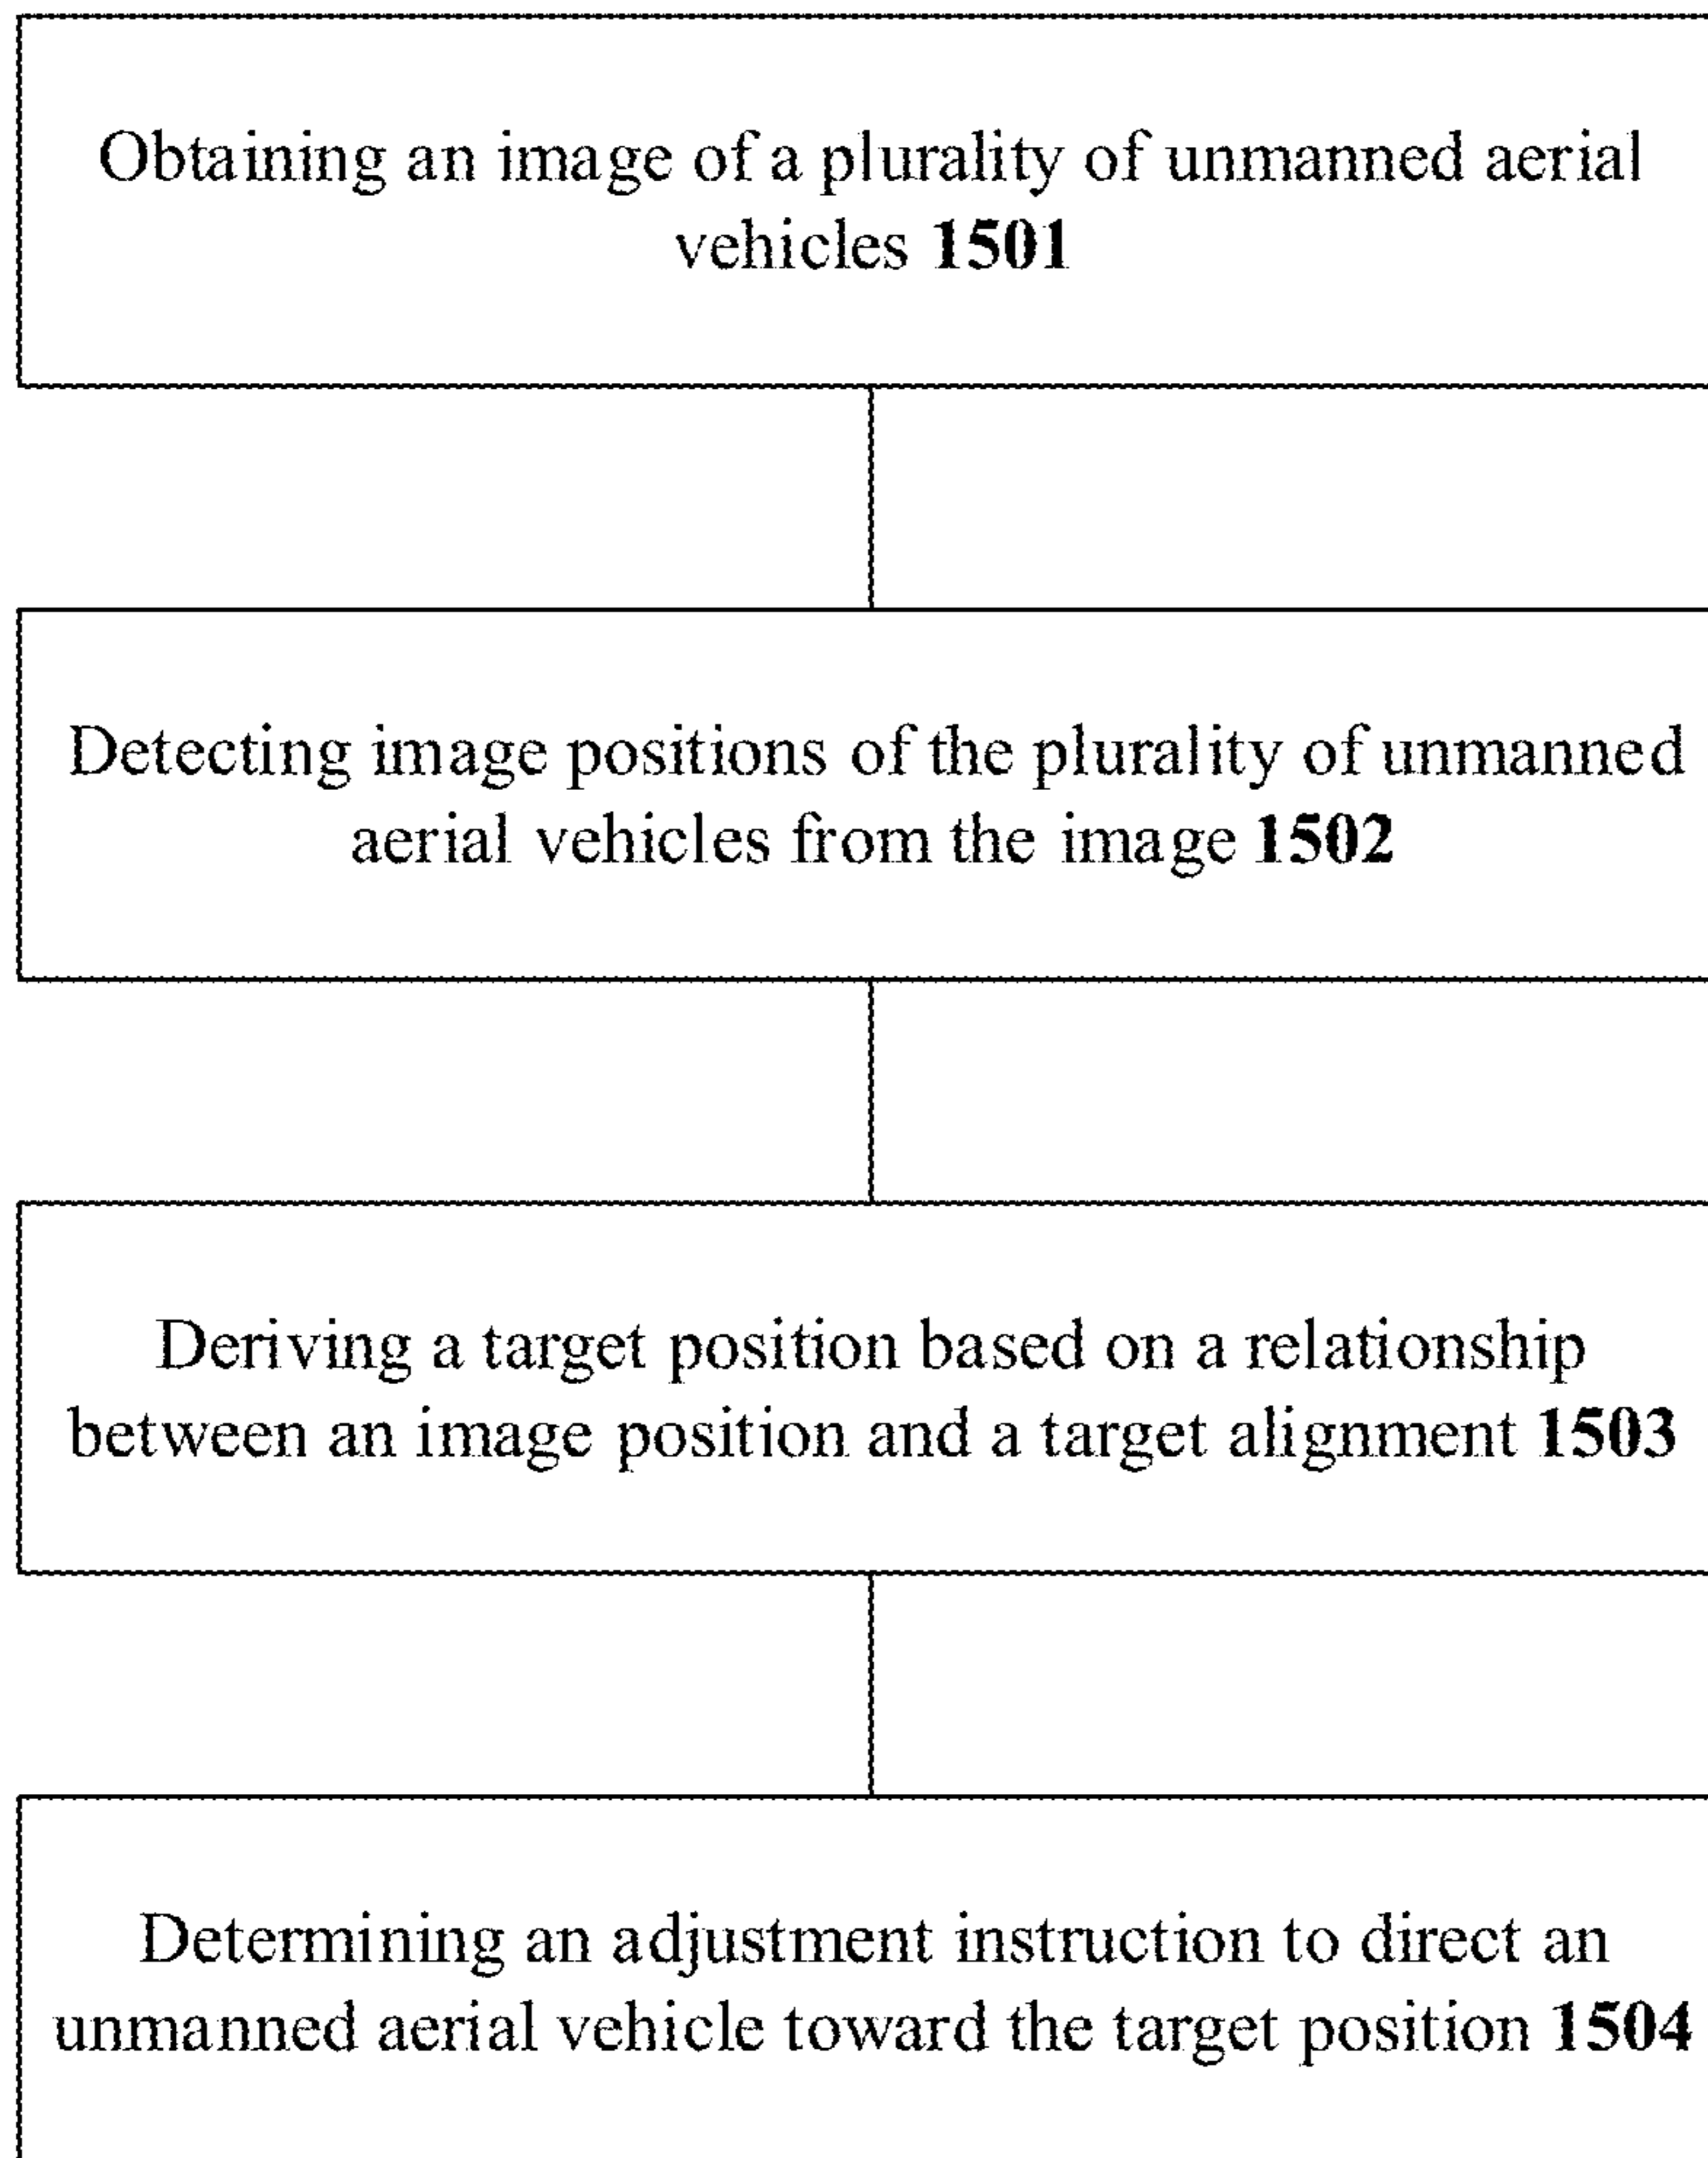 Obtaining an image of a plurality of unmanned aerial
vehicles 1501
Detecting image positions of the plurality of unmanned
aerial vehicles from the image 1502
Deriving a target position based on a relationship
between an image position and a target alignment 1503
Determining an adjustment instruction to direct an
unmanned aerial vehicle toward the target position 1504